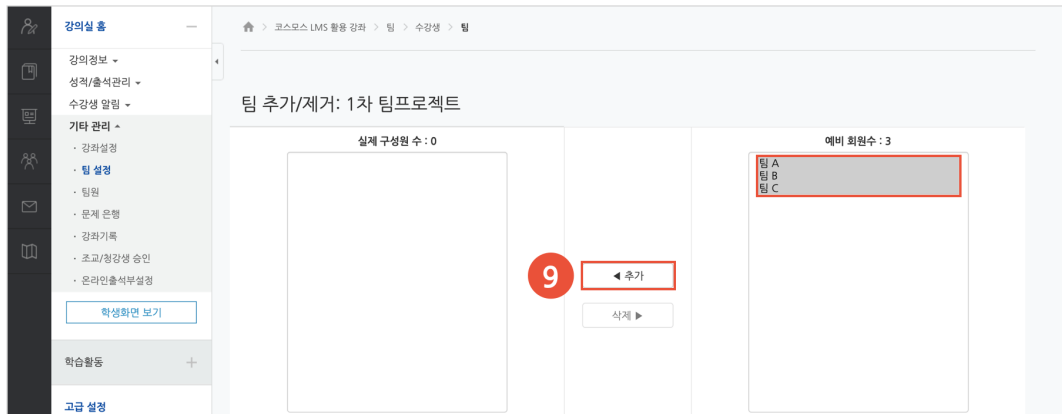 강의실 홈
강의정보
성적/출석관리
수강생 알림
기타 관리
· 강좌설정
· 팀 설정
· 팀원
· 문제 은행
· 강좌기록
· 조교/청강생 승인
· 온라인출석부설정
학생화면 보기
학습활동
고급 설정
코스모스 LMS 활용 강좌 > 팀 > 수강생 > 팀
팀 추가/제거: 1차 팀프로젝트
실제 구성원 수 : 0
9
◀ 추가
삭제 ▶
예비 회원수 : 3
팀 A
팀 B
팀 C